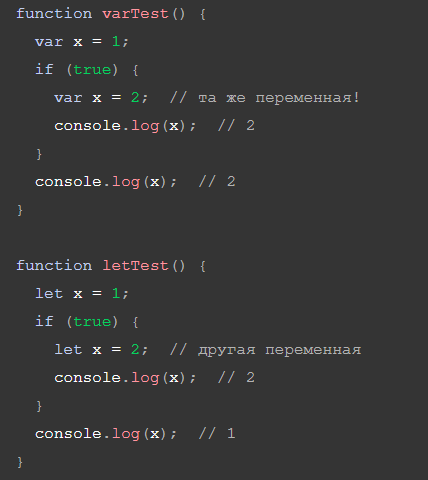 function varTest() {
  var x = 1;
  if (true) {
    var x = 2;  // та же переменная!
    console.log(x);  // 2
  }
  console.log(x);  // 2
}

function letTest() {
  let x = 1;
  if (true) {
    let x = 2;  // другая переменная
    console.log(x);  // 2
  }
  console.log(x);  // 1
}